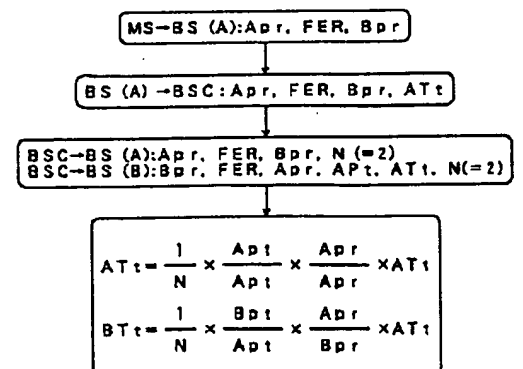 MS→BS (A):Apr, FER, Bpr
BS (A) →BSC:Apr, FER, Bpr, ATt
BSC→BS (A):Apr, FER, Bpr, N (=2)
BSC→BS (B):Bpr, FER, Apr, APt, ATt, N(=2)
ATt= 1/N × Apt/Apt × Apr/Apr ×ATt
BTt= 1/N × Bpt/Apt × Apr/Bpr ×ATt